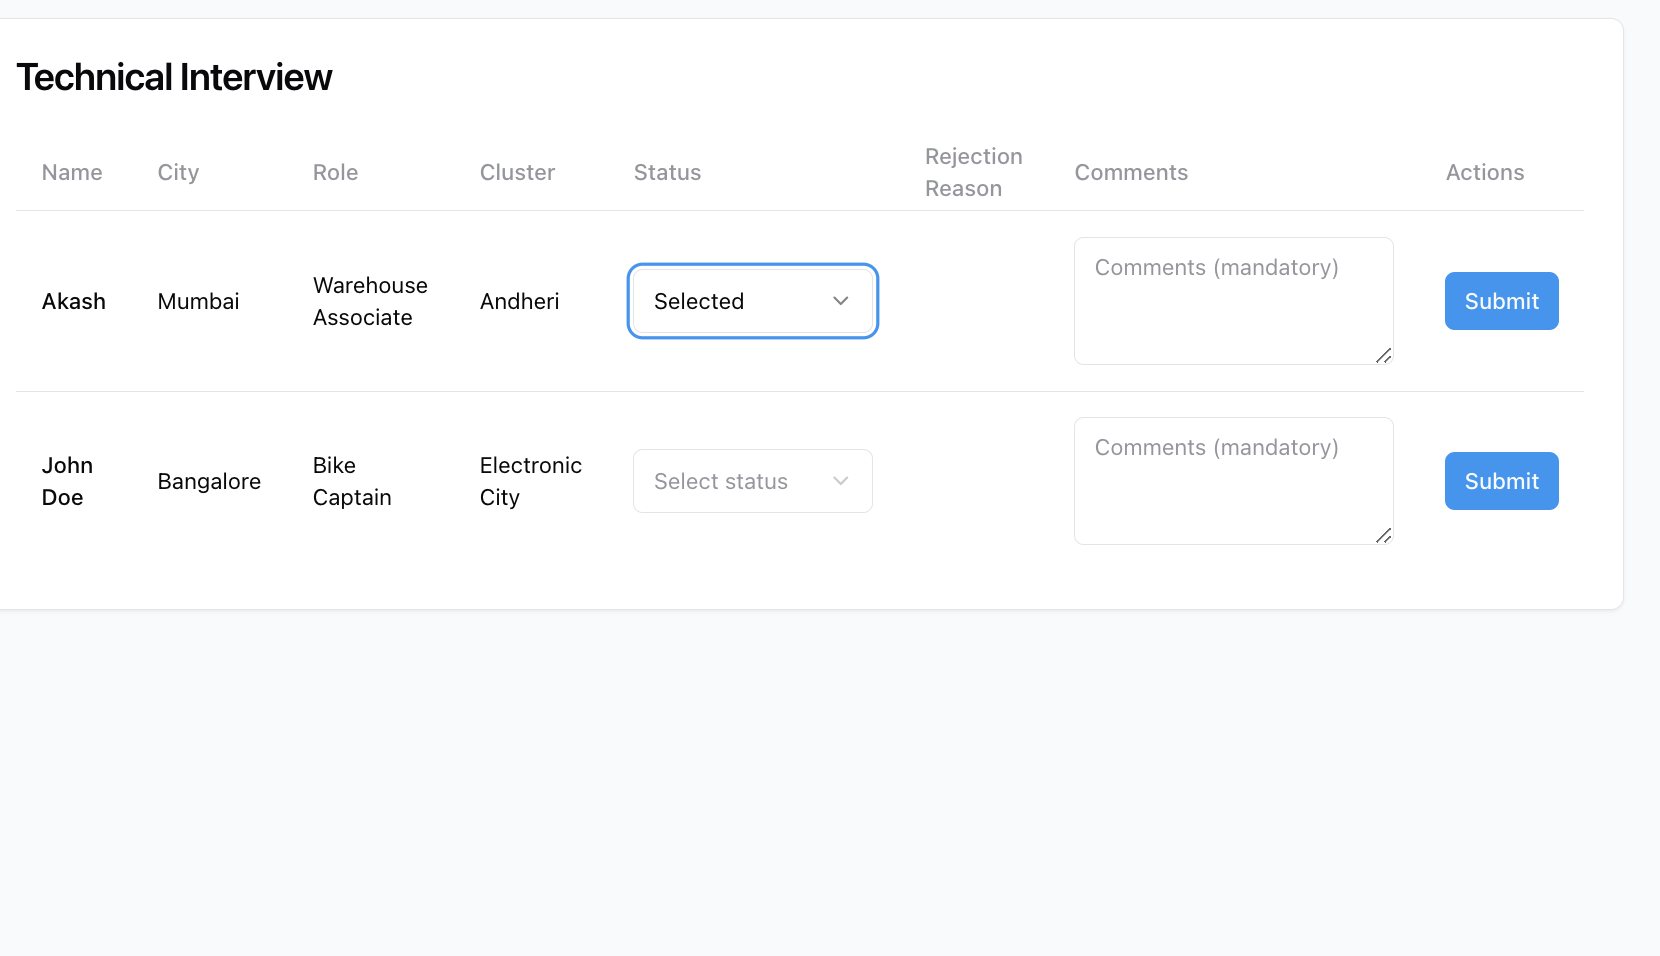 Technical Interview
Name City Role Cluster Status Rejection Reason Comments Actions
Akash Mumbai Warehouse Associate Andheri Selected Comments (mandatory) Submit
John Doe Bangalore Bike Captain Electronic City Select status Comments (mandatory) Submit